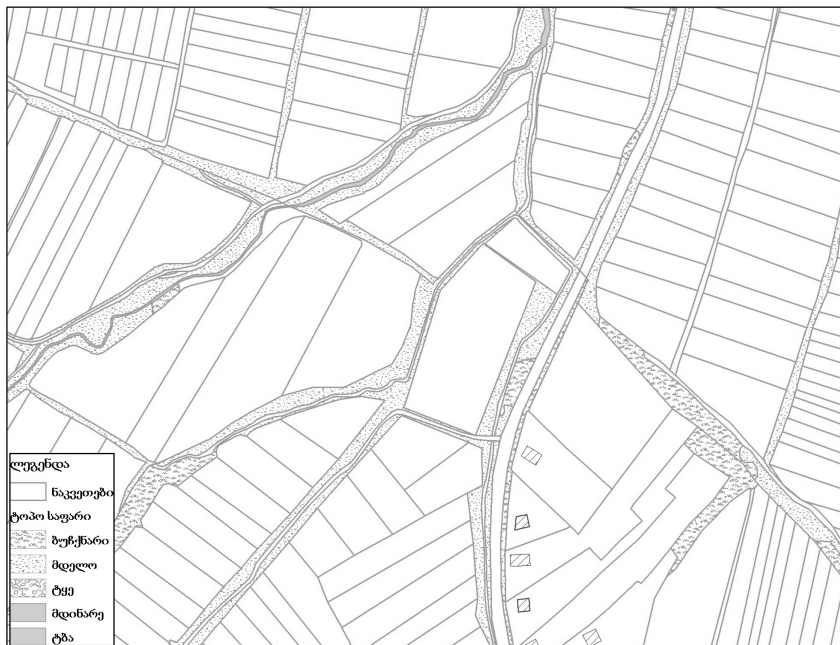 ლეგენდა
ნაკვეთები
ტოპო საფარი
ბუჩქნარი
მდელო
ტყე
მდინარე
ტბა